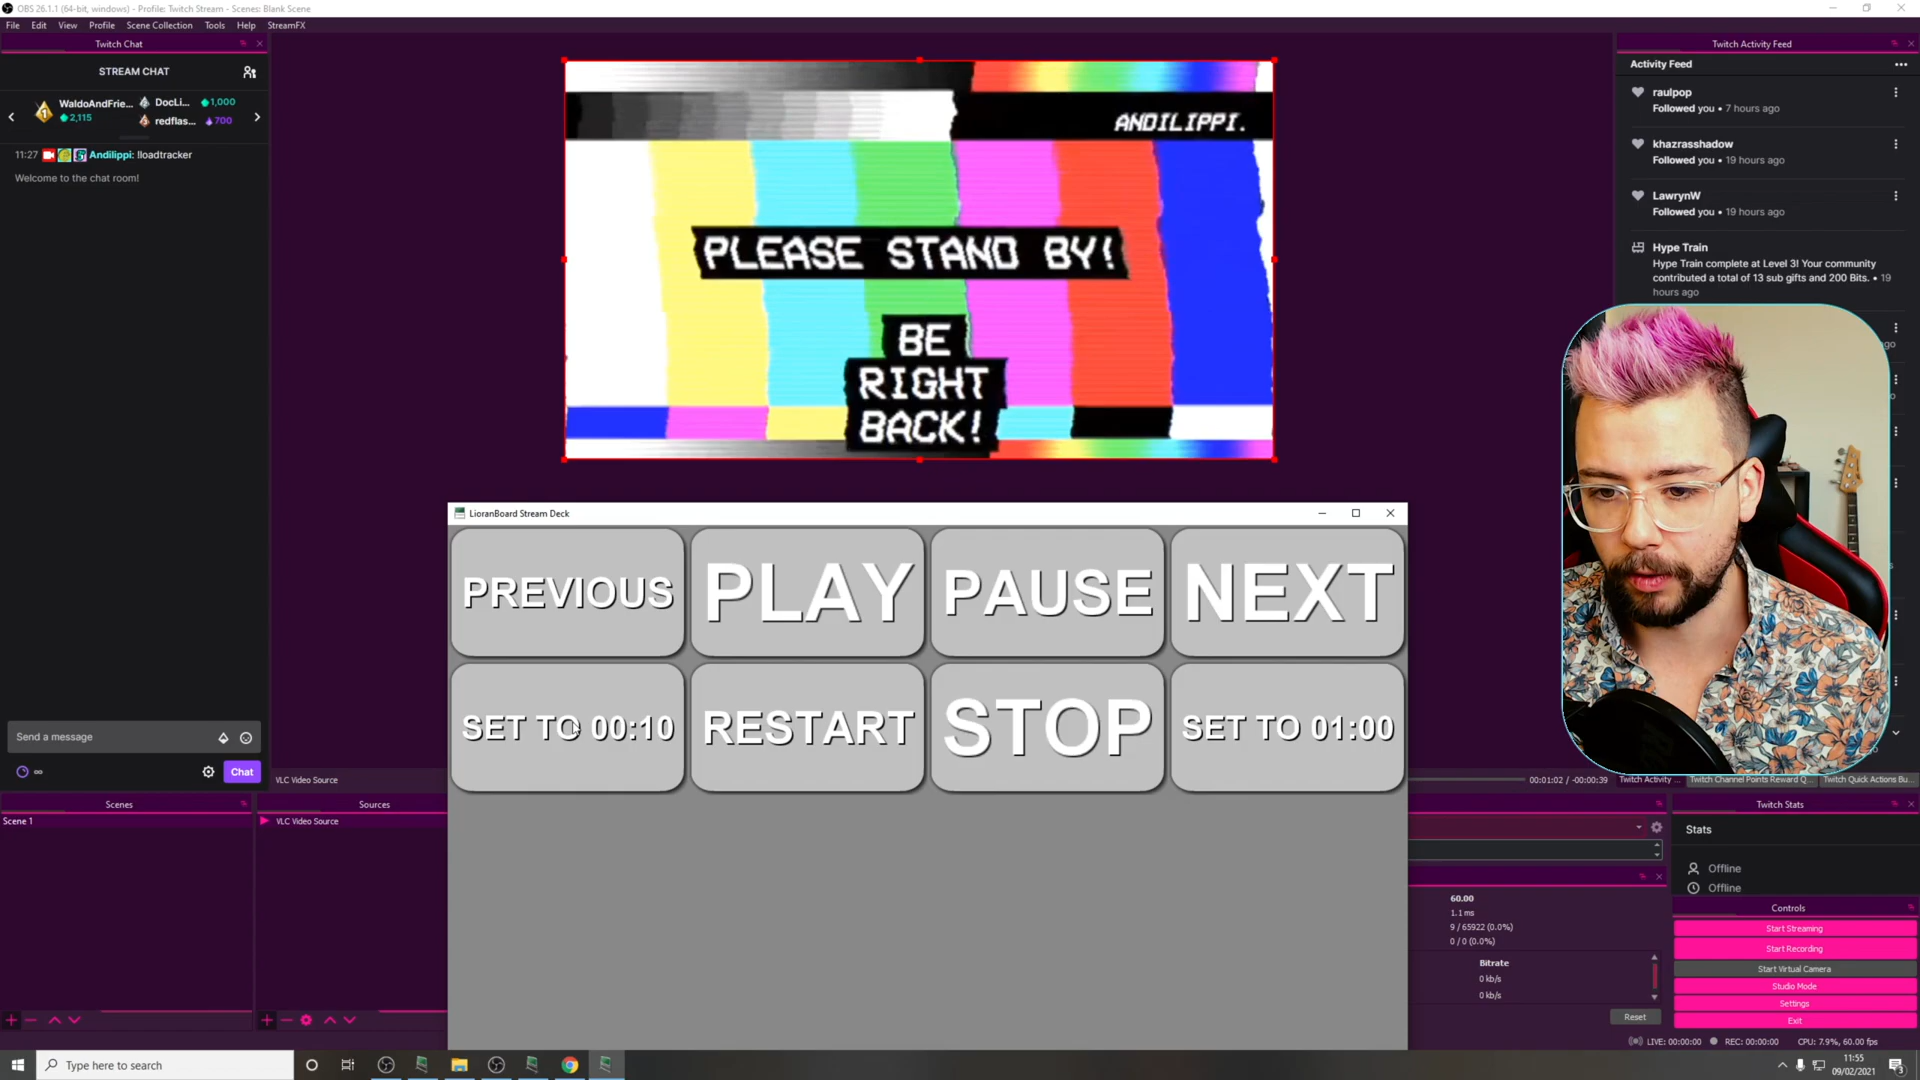 OBS 26.1.1 (64-bit, windows) - Profile: Twitch Stream - Scenes: Blank Scene
File Edit View Profile Scene Collection Tools Help StreamFX
Twitch Chat
STREAM CHAT
WaldoAndFrie... 2,115
DocLi... 1,000
redflas... 700
11:27 Andilippi: !loadtracker
Welcome to the chat room!
Send a message
Chat
ANDILIPPI.
PLEASE STAND BY!
BE
RIGHT
BACK!
Twitch Activity Feed
Activity Feed
raulpop
Followed you • 7 hours ago
khazrasshadow
Followed you • 19 hours ago
LawrynW
Followed you • 19 hours ago
Hype Train
Hype Train complete at Level 3! Your community
contributed a total of 13 sub gifts and 200 Bits. • 19
hours ago
LioranBoard Stream Deck
PREVIOUS PLAY PAUSE NEXT
SET TO 00:10 RESTART STOP SET TO 01:00
VLC Video Source
00:01:02 / -00:00:39
Twitch Activity ... Twitch Channel Points Reward Q... Twitch Quick Actions Bu...
Scenes
Scene 1
Sources
VLC Video Source
60.00
1.1 ms
9 / 65922 (0.0%)
0 / 0 (0.0%)
Bitrate
0 kb/s
0 kb/s
Reset
Twitch Stats
Stats
Offline
Offline
Controls
Start Streaming
Start Recording
Start Virtual Camera
Studio Mode
Settings
Exit
LIVE: 00:00:00 REC: 00:00:00 CPU: 7.9%, 60.00 fps
Type here to search
11:55
09/02/2021
3